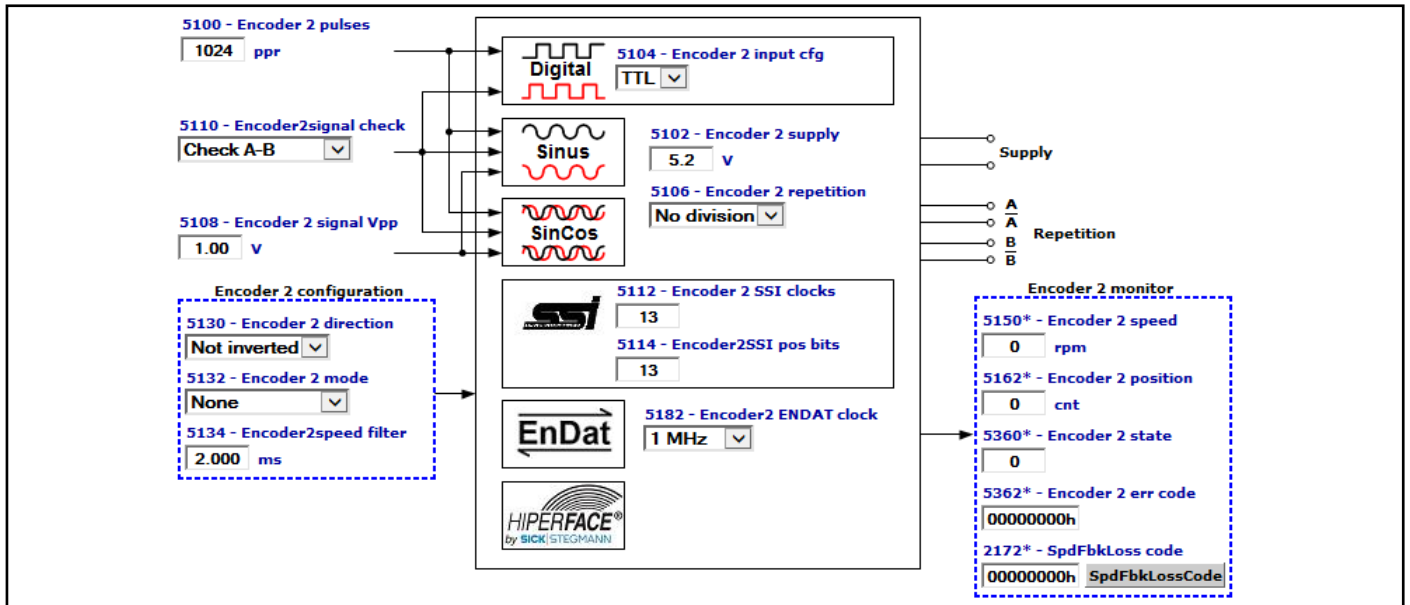 5100 - Encoder 2 pulses
1024 ppr
5110 - Encoder2signal check
Check A-B
5108 - Encoder 2 signal Vpp
1.00 V
Encoder 2 configuration
5130 - Encoder 2 direction
Not inverted
5132 - Encoder 2 mode
None
5134 - Encoder2speed filter
2.000 ms
Digital
5104 - Encoder 2 input cfg
TTL
Sinus
5102 - Encoder 2 supply
5.2 V
5106 - Encoder 2 repetition
No division
SinCos
ssi
5112 - Encoder 2 SSI clocks
13
5114 - Encoder2SSI pos bits
13
EnDat
5182 - Encoder2 ENDAT clock
1 MHz
HIPERFACE®
by SICK STEGMANN
Supply
A
A
B
B
Repetition
Encoder 2 monitor
5150* - Encoder 2 speed
0 rpm
5162* - Encoder 2 position
0 cnt
5360* - Encoder 2 state
0
5362* - Encoder 2 err code
00000000h
2172* - SpdFbkLoss code
00000000h SpdFbkLossCode